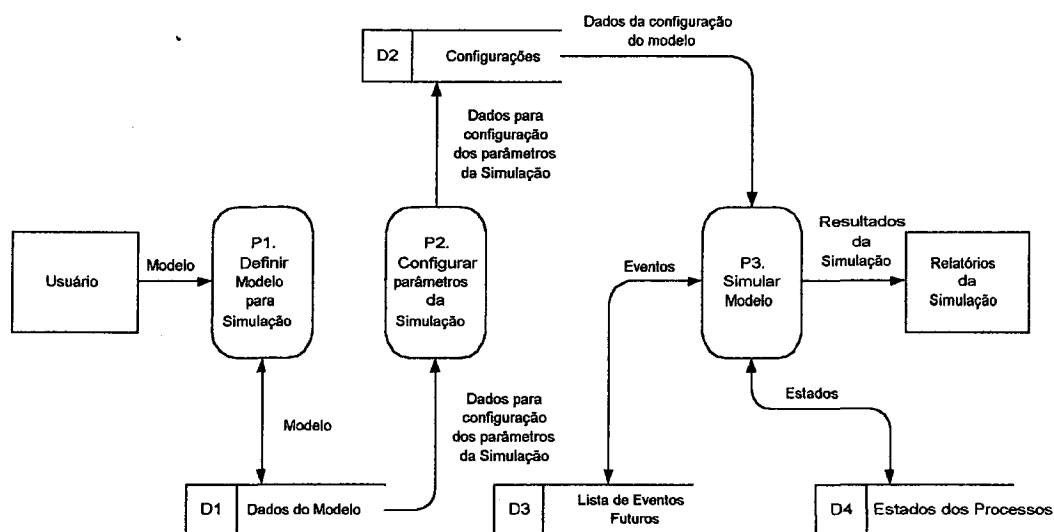 Dados da configuração
do modelo
D2
Configurações
Dados para
configuração
dos parâmetros
da Simulação
Usuário
Modelo
P1.
Definir
Modelo
para
Simulação
P2.
Configurar
parâmetros
da
Simulação
Eventos
P3.
Simular
Modelo
Resultados
da
Simulação
Relatórios
da
Simulação
Modelo
Dados para
configuração
dos parâmetros
da Simulação
Estados
D1
Dados do Modelo
D3
Lista de Eventos
Futuros
D4
Estados dos Processos